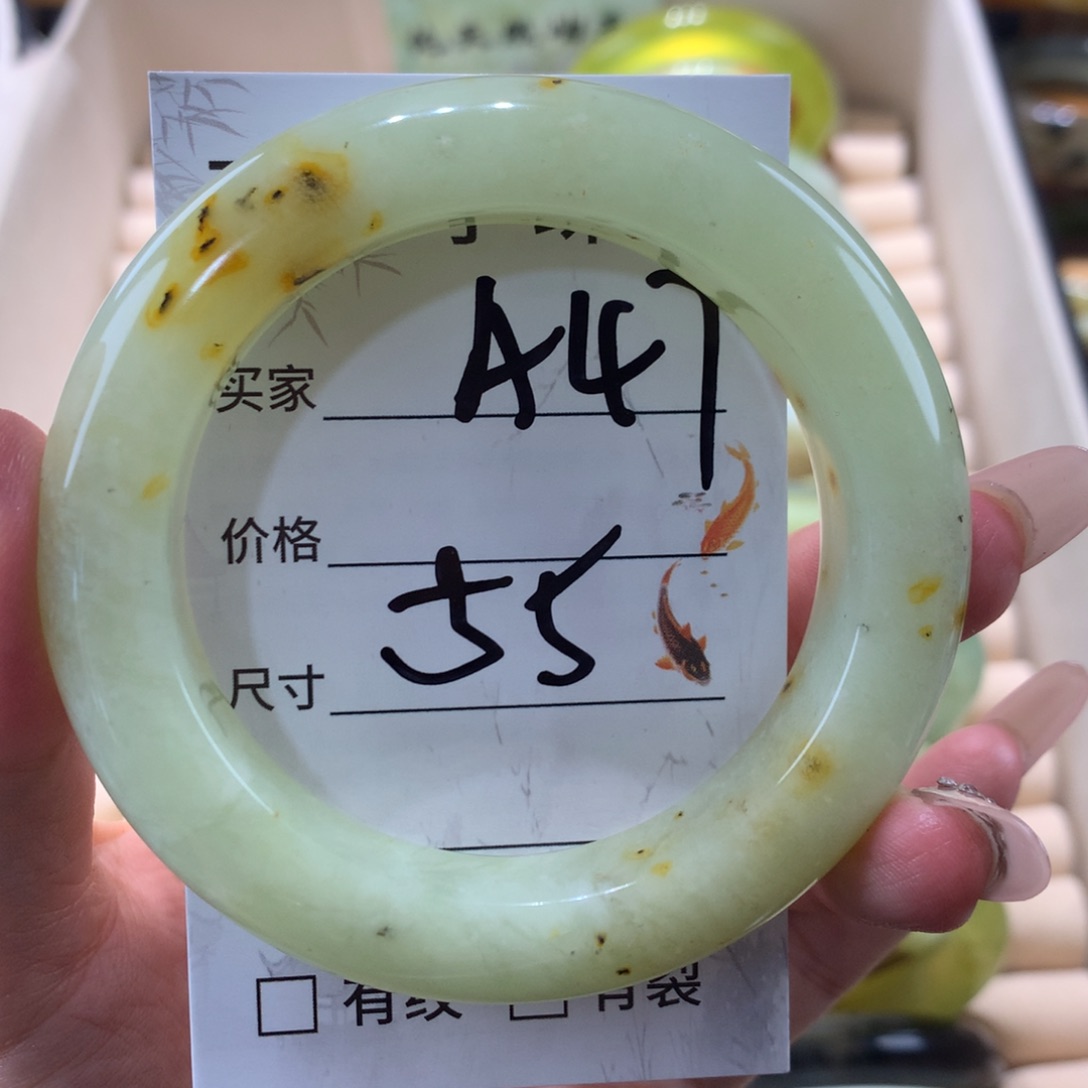 买家 A47
价格
尺寸 55
有纹 有裂